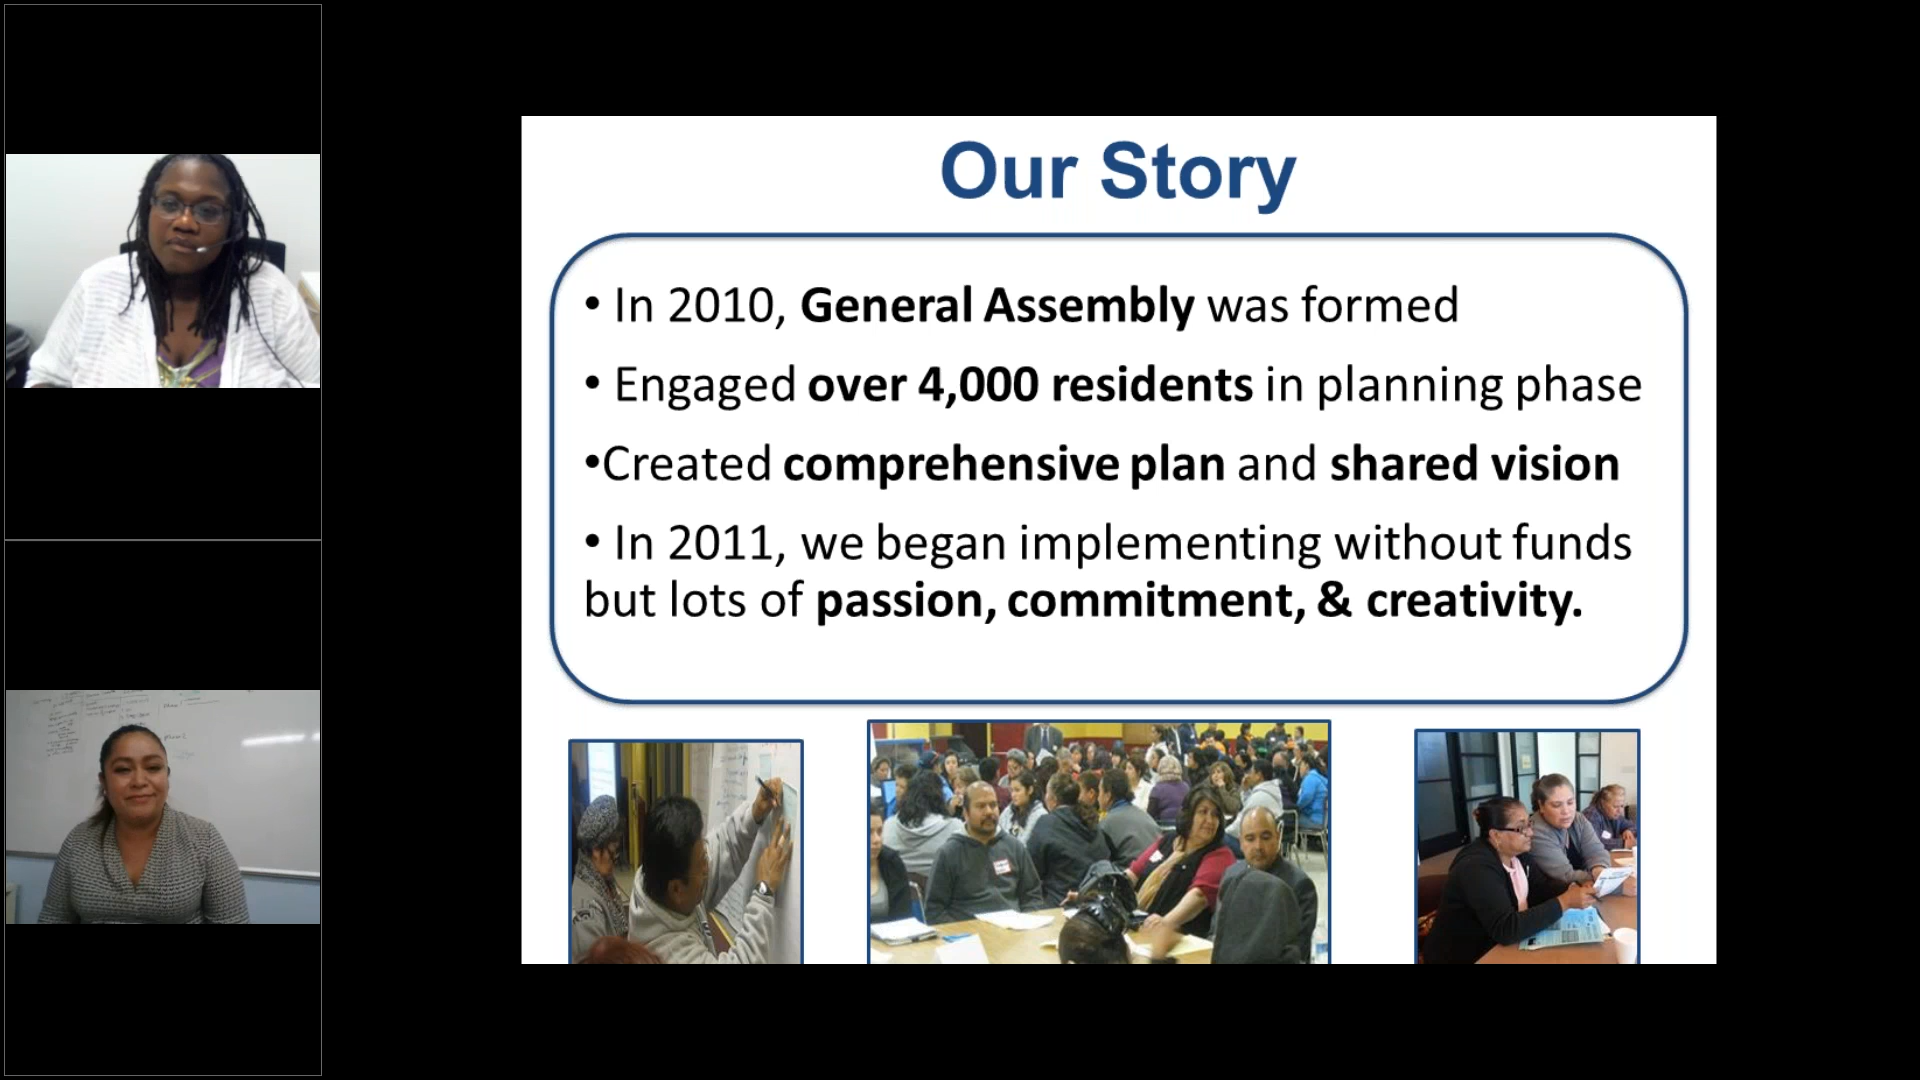 Our Story
• In 2010, General Assembly was formed
• Engaged over 4,000 residents in planning phase
•Created comprehensive plan and shared vision
• In 2011, we began implementing without funds
but lots of passion, commitment, & creativity.